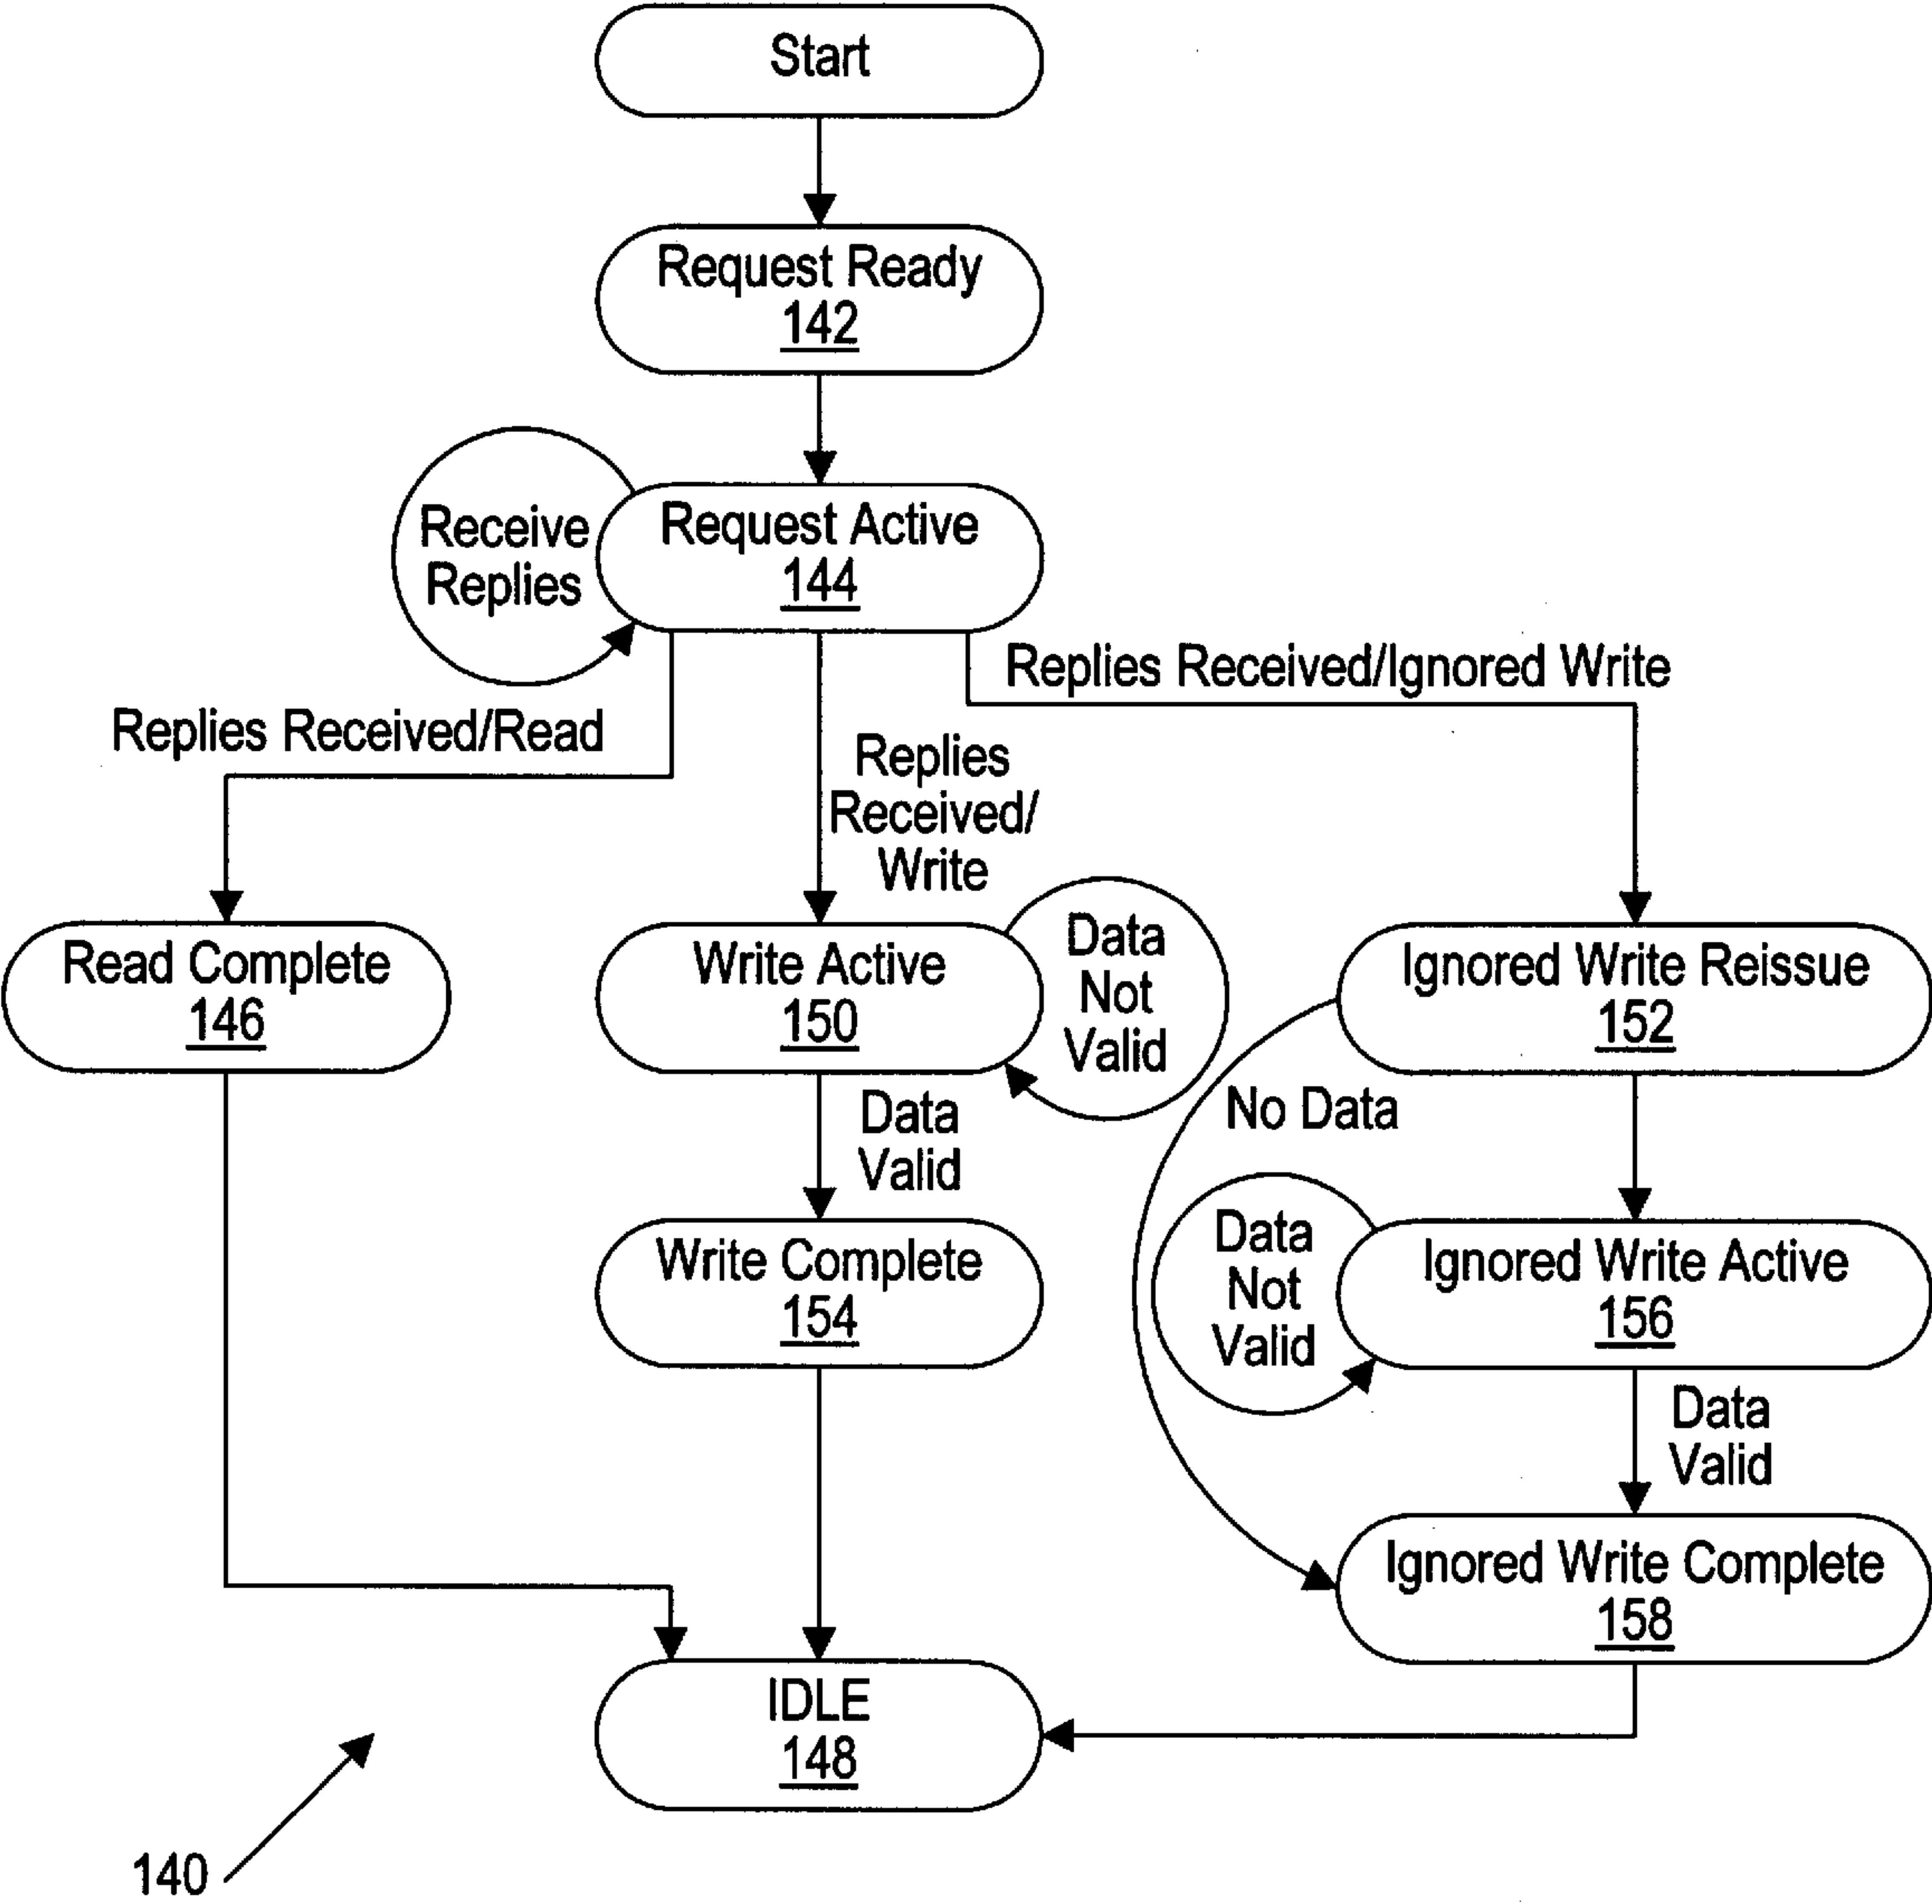 Start
Request Ready
142
Receive
Replies
Request Active
144
Replies Received/Ignored Write
Replies Received/Read
Replies
Received/
Write
Read Complete
146
Write Active
150
Data
Not
Valid
Ignored Write Reissue
152
Data
Valid
No Data
Write Complete
154
Data
Not
Valid
Ignored Write Active
156
Data
Valid
Ignored Write Complete
158
IDLE
148
140